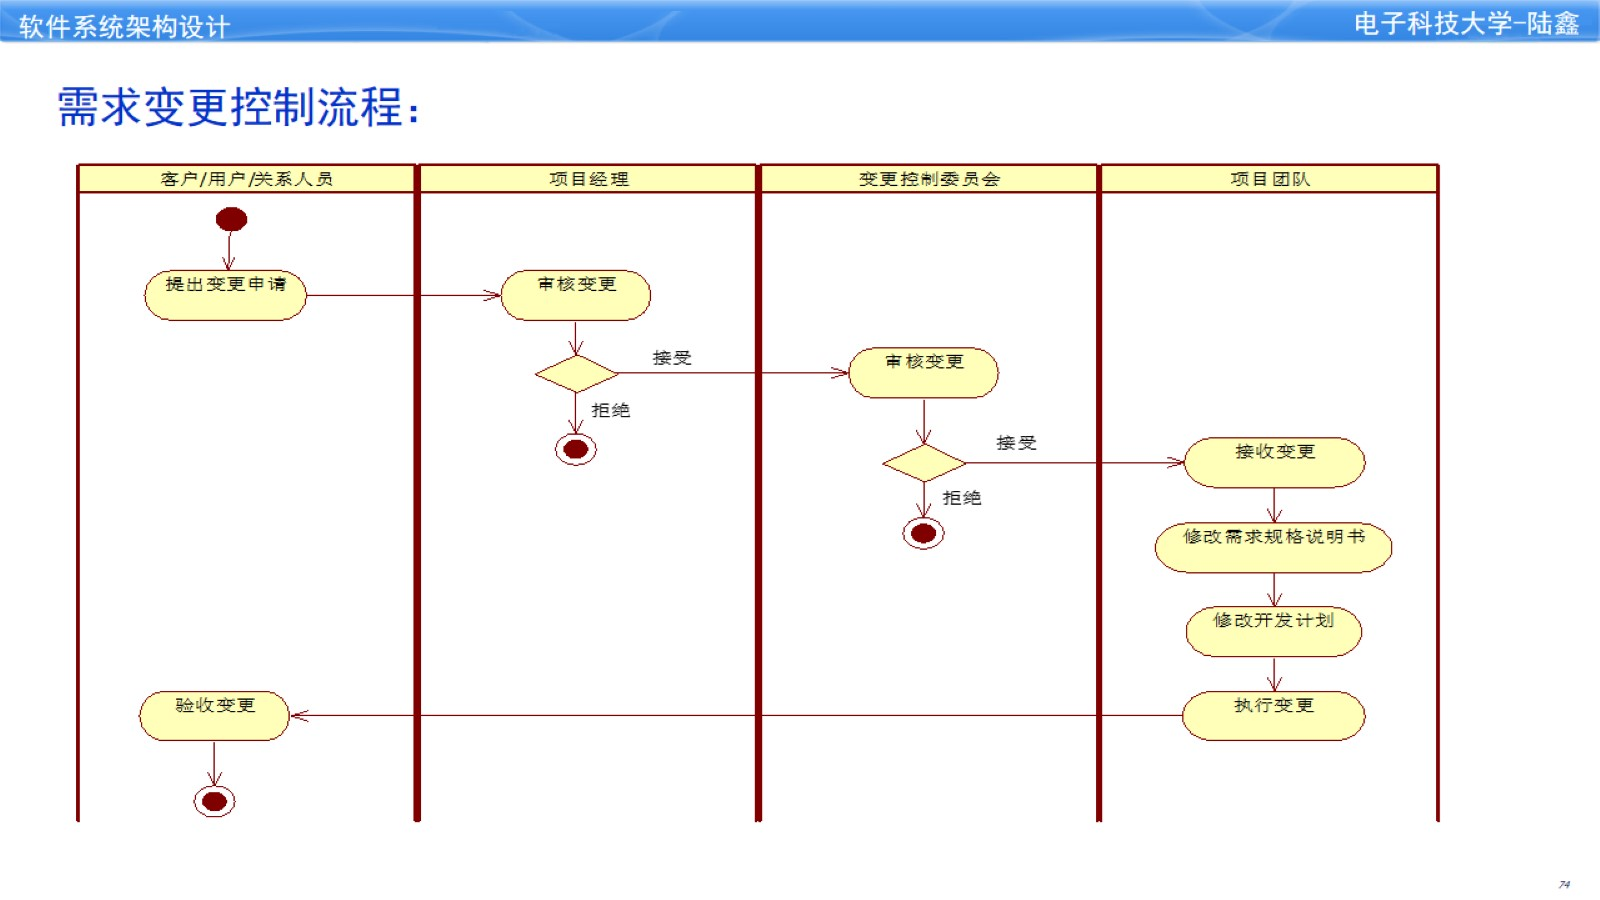 软件系统架构设计
电子科技大学-陆鑫
需求变更控制流程：
客户/用户/关系人员
项目经理
变更控制委员会
项目团队
提出变更申请
审核变更
接受
审核变更
拒绝
接受
接收变更
拒绝
修改需求规格说明书
修改开发计划
验收变更
执行变更
74